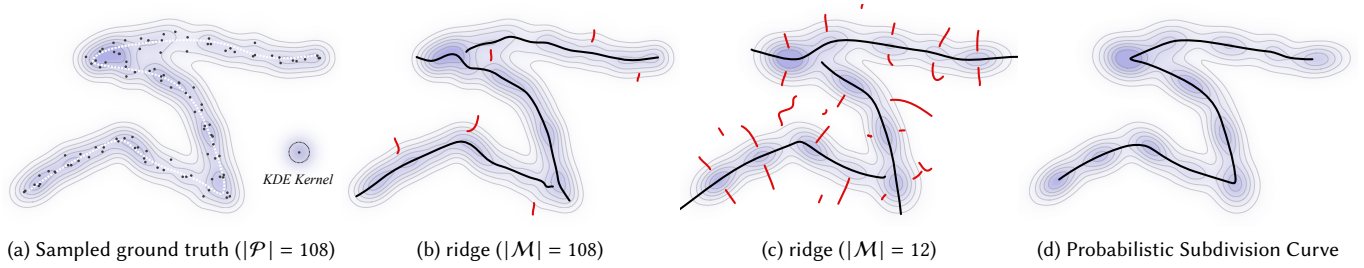 KDE Kernel
(a) Sampled ground truth (|𝒫| = 108)
(b) ridge (|ℳ| = 108)
(c) ridge (|ℳ| = 12)
(d) Probabilistic Subdivision Curve